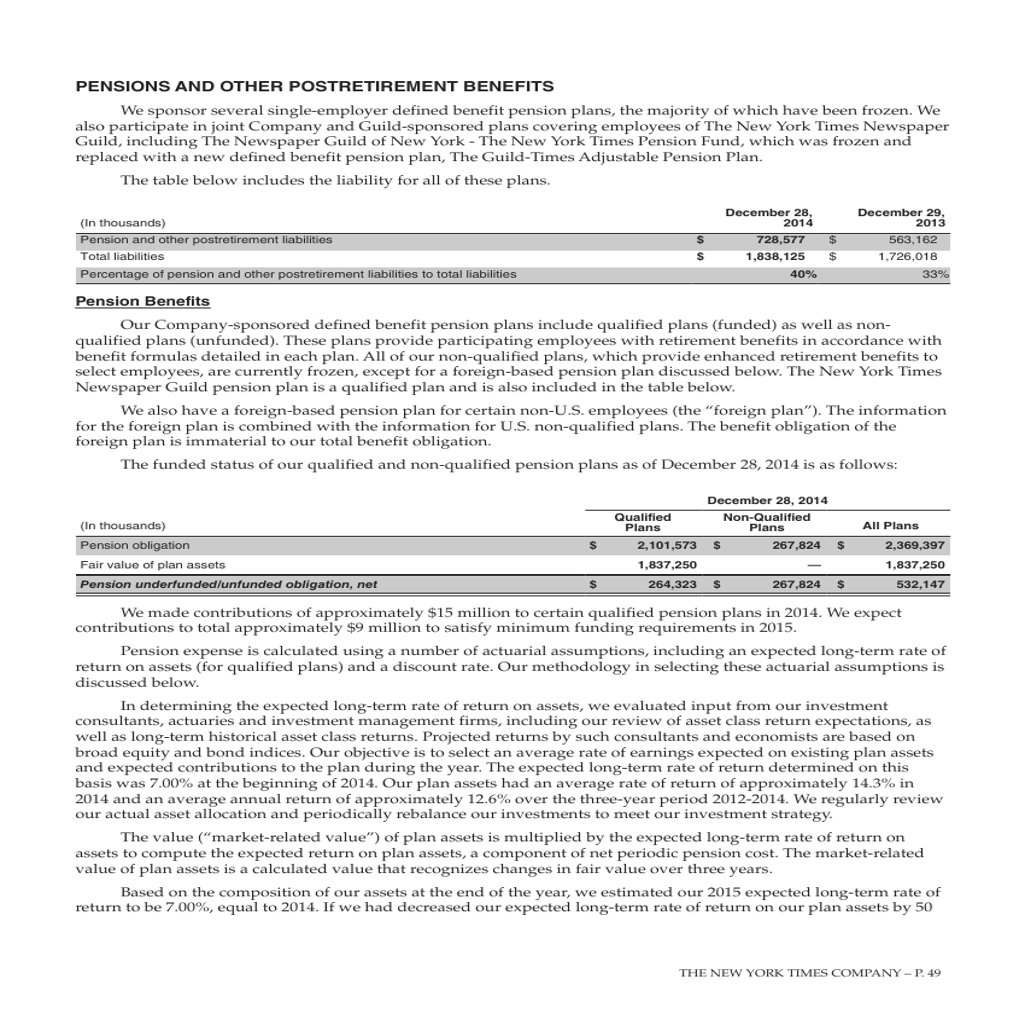 PENSIONS AND OTHER POSTRETIREMENT BENEFITS
We sponsor several single-employer defined benefit pension plans, the majority of which have been frozen. We
also participate in joint Company and Guild-sponsored plans covering employees of The New York Times Newspaper
Guild, including The Newspaper Guild of New York - The New York Times Pension Fund, which was frozen and
replaced with a new defined benefit pension plan, The Guild-Times Adjustable Pension Plan.
The table below includes the liability for all of these plans.
(In thousands) December 28, 2014 December 29, 2013
Pension and other postretirement liabilities $ 728,577 $ 563,162
Total liabilities $ 1,838,125 $ 1,726,018
Percentage of pension and other postretirement liabilities to total liabilities 40% 33%
Pension Benefits
Our Company-sponsored defined benefit pension plans include qualified plans (funded) as well as non-
qualified plans (unfunded). These plans provide participating employees with retirement benefits in accordance with
benefit formulas detailed in each plan. All of our non-qualified plans, which provide enhanced retirement benefits to
select employees, are currently frozen, except for a foreign-based pension plan discussed below. The New York Times
Newspaper Guild pension plan is a qualified plan and is also included in the table below.
We also have a foreign-based pension plan for certain non-U.S. employees (the “foreign plan”). The information
for the foreign plan is combined with the information for U.S. non-qualified plans. The benefit obligation of the
foreign plan is immaterial to our total benefit obligation.
The funded status of our qualified and non-qualified pension plans as of December 28, 2014 is as follows:
December 28, 2014
(In thousands) Qualified Plans Non-Qualified Plans All Plans
Pension obligation $ 2,101,573 $ 267,824 $ 2,369,397
Fair value of plan assets 1,837,250 — 1,837,250
Pension underfunded/unfunded obligation, net $ 264,323 $ 267,824 $ 532,147
We made contributions of approximately $15 million to certain qualified pension plans in 2014. We expect
contributions to total approximately $9 million to satisfy minimum funding requirements in 2015.
Pension expense is calculated using a number of actuarial assumptions, including an expected long-term rate of
return on assets (for qualified plans) and a discount rate. Our methodology in selecting these actuarial assumptions is
discussed below.
In determining the expected long-term rate of return on assets, we evaluated input from our investment
consultants, actuaries and investment management firms, including our review of asset class return expectations, as
well as long-term historical asset class returns. Projected returns by such consultants and economists are based on
broad equity and bond indices. Our objective is to select an average rate of earnings expected on existing plan assets
and expected contributions to the plan during the year. The expected long-term rate of return determined on this
basis was 7.00% at the beginning of 2014. Our plan assets had an average rate of return of approximately 14.3% in
2014 and an average annual return of approximately 12.6% over the three-year period 2012-2014. We regularly review
our actual asset allocation and periodically rebalance our investments to meet our investment strategy.
The value (“market-related value”) of plan assets is multiplied by the expected long-term rate of return on
assets to compute the expected return on plan assets, a component of net periodic pension cost. The market-related
value of plan assets is a calculated value that recognizes changes in fair value over three years.
Based on the composition of our assets at the end of the year, we estimated our 2015 expected long-term rate of
return to be 7.00%, equal to 2014. If we had decreased our expected long-term rate of return on our plan assets by 50
THE NEW YORK TIMES COMPANY – P. 49